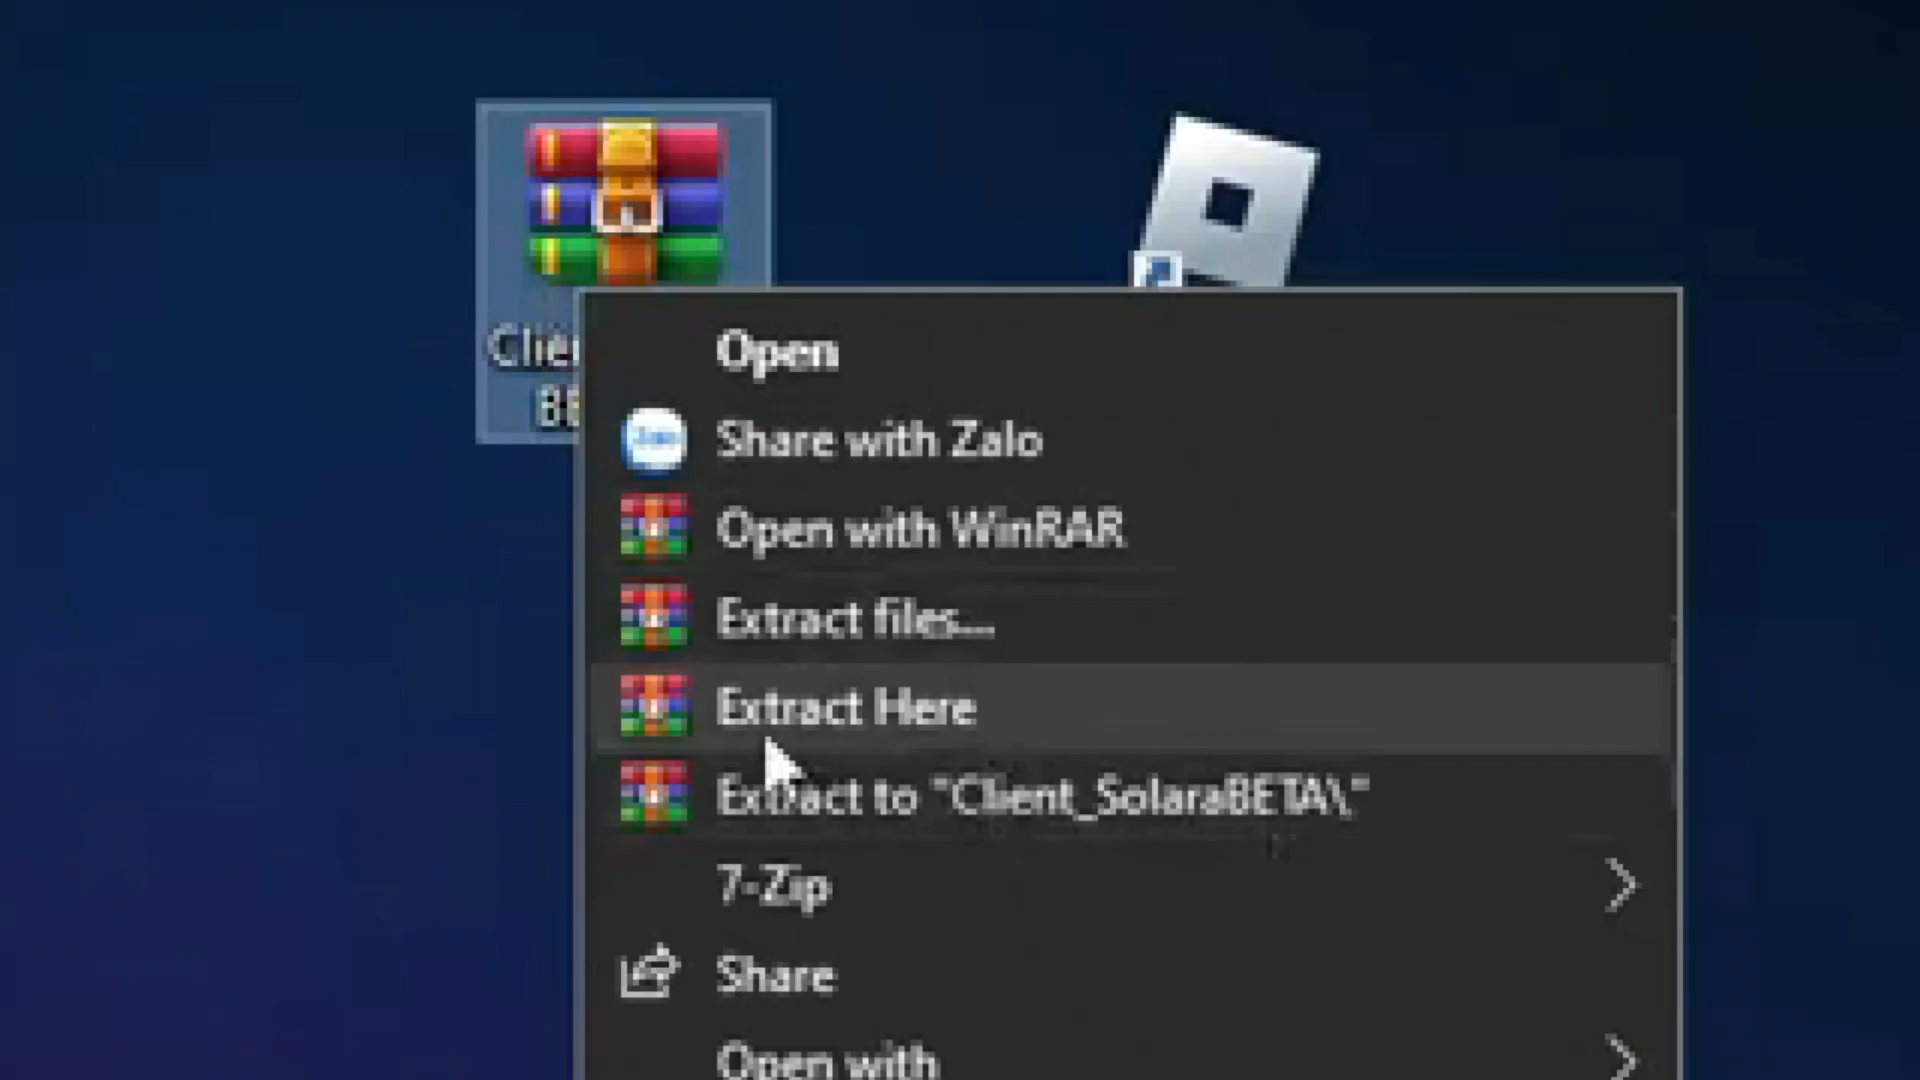 Open
Share with Zalo
Open with WinRAR
Extract files...
Extract Here
Extract to "Client_SolaraBETA\"
7-Zip
Share
Open with